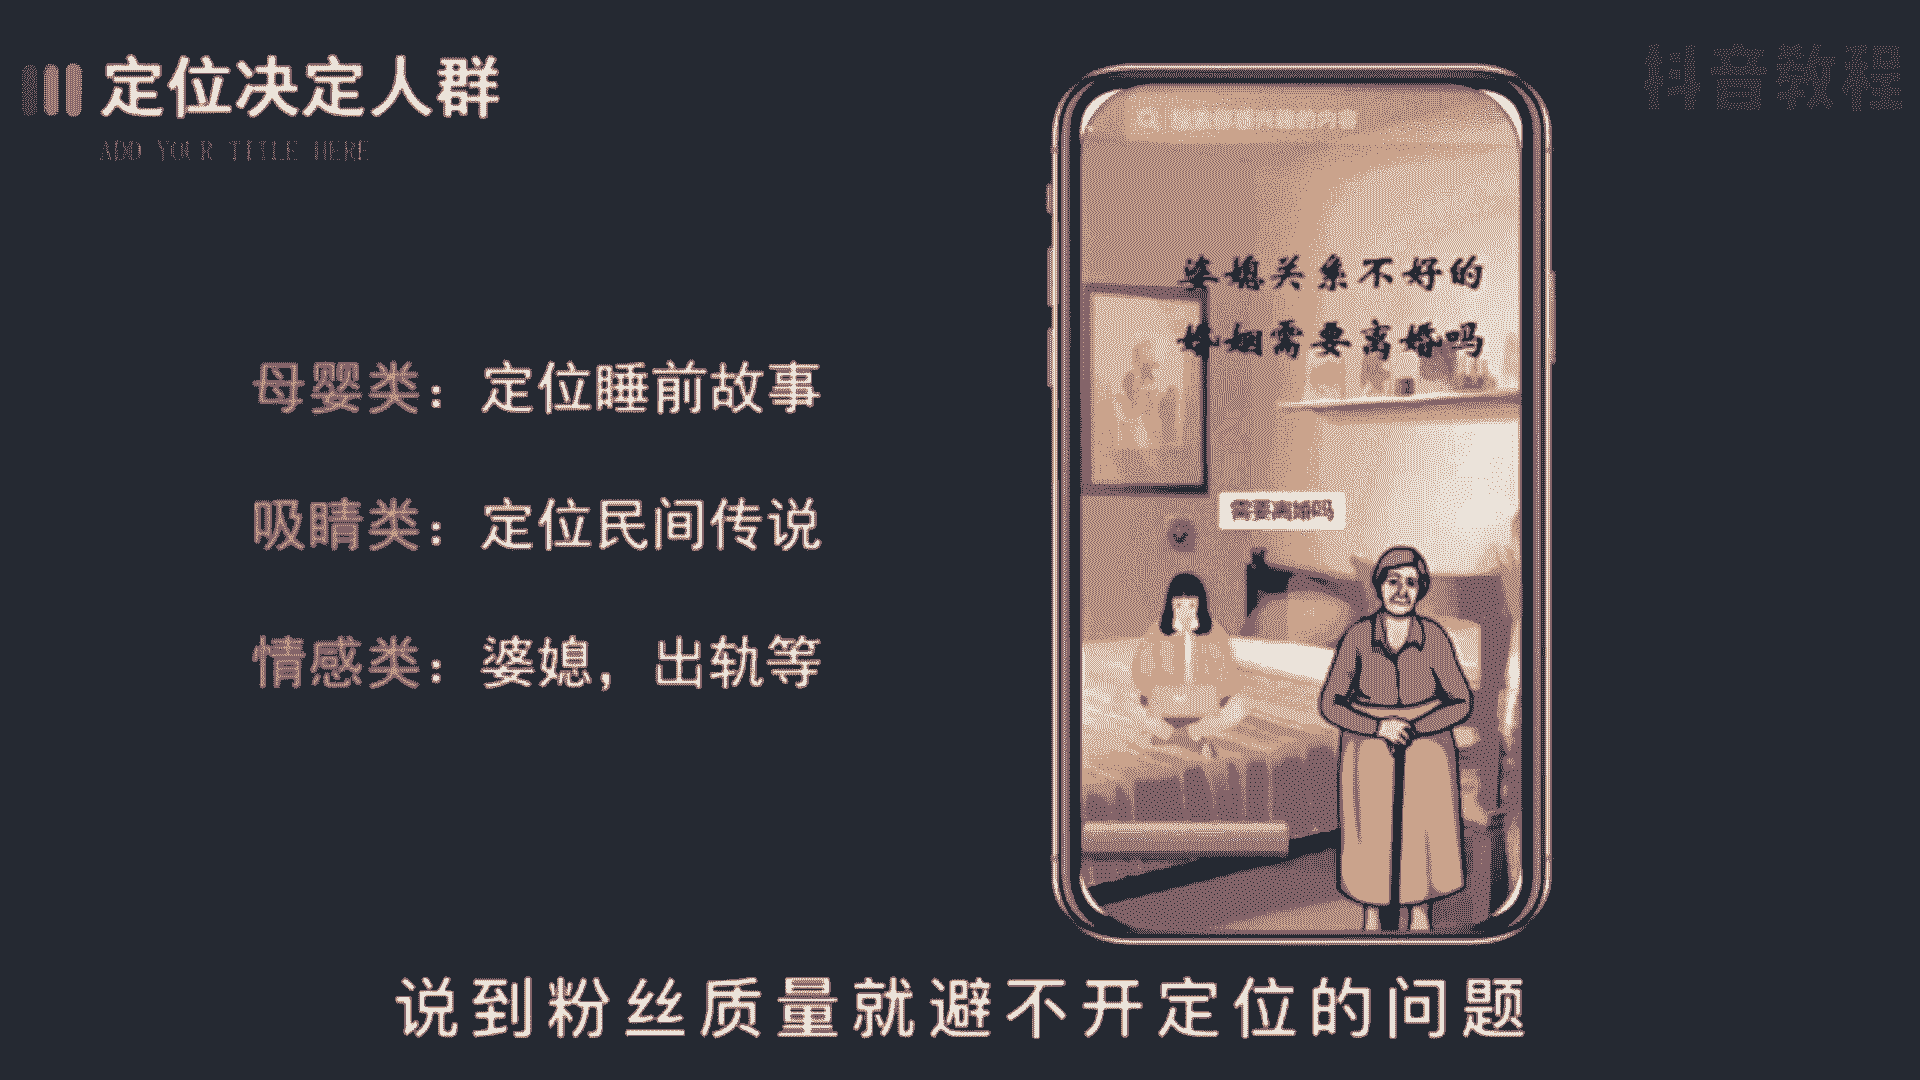 定位决定人群
ADD YOUR TITLE HERE
抖音教程
母婴类：定位睡前故事
吸睛类：定位民间传说
情感类：婆媳，出轨等
婆媳关系不好的
婚姻需要离婚吗
需要离婚吗
说到粉丝质量就避不开定位的问题